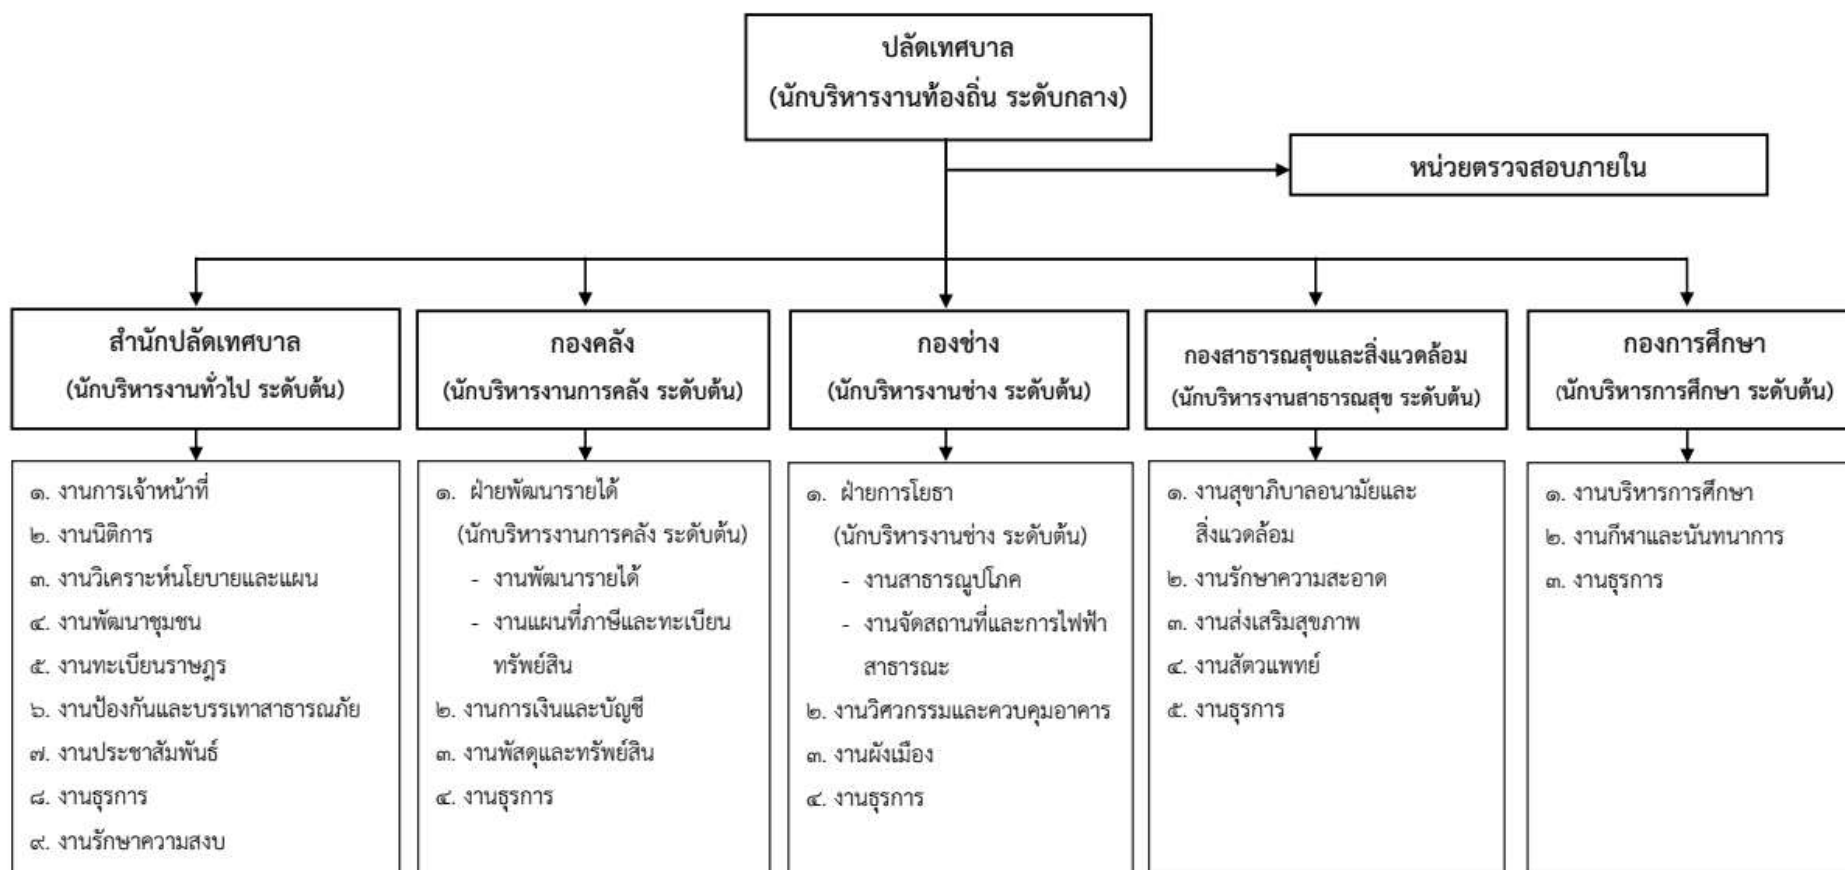 ปลัดเทศบาล
(นักบริหารงานท้องถิ่น ระดับกลาง)
หน่วยตรวจสอบภายใน
สำนักปลัดเทศบาล
(นักบริหารงานทั่วไป ระดับต้น)
กองคลัง
(นักบริหารงานการคลัง ระดับต้น)
กองช่าง
(นักบริหารงานช่าง ระดับต้น)
กองสาธารณสุขและสิ่งแวดล้อม
(นักบริหารงานสาธารณสุข ระดับต้น)
กองการศึกษา
(นักบริหารการศึกษา ระดับต้น)
๑. งานการเจ้าหน้าที่
๒. งานนิติการ
๓. งานวิเคราะห์นโยบายและแผน
๔. งานพัฒนาชุมชน
๕. งานทะเบียนราษฎร
๖. งานป้องกันและบรรเทาสาธารณภัย
๗. งานประชาสัมพันธ์
๘. งานธุรการ
๙. งานรักษาความสงบ
๑. ฝ่ายพัฒนารายได้
(นักบริหารงานการคลัง ระดับต้น)
- งานพัฒนารายได้
- งานแผนที่ภาษีและทะเบียน
ทรัพย์สิน
๒. งานการเงินและบัญชี
๓. งานพัสดุและทรัพย์สิน
๔. งานธุรการ
๑. ฝ่ายการโยธา
(นักบริหารงานช่าง ระดับต้น)
- งานสาธารณูปโภค
- งานจัดสถานที่และการไฟฟ้า
สาธารณะ
๒. งานวิศวกรรมและควบคุมอาคาร
๓. งานผังเมือง
๔. งานธุรการ
๑. งานสุขาภิบาลอนามัยและ
สิ่งแวดล้อม
๒. งานรักษาความสะอาด
๓. งานส่งเสริมสุขภาพ
๔. งานสัตวแพทย์
๕. งานธุรการ
๑. งานบริหารการศึกษา
๒. งานกีฬาและนันทนาการ
๓. งานธุรการ